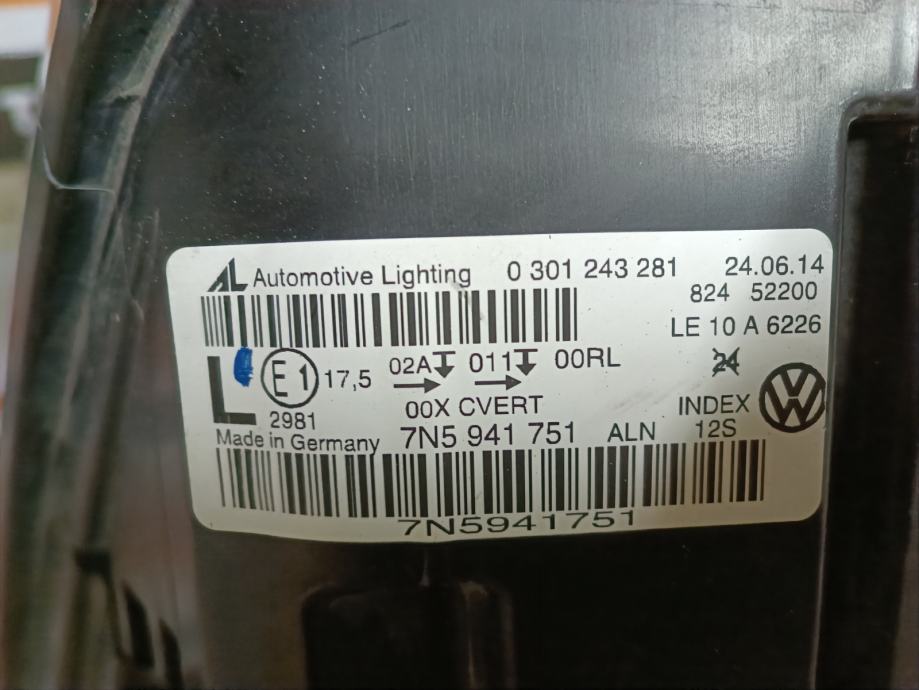 AL Automotive Lighting 0 301 243 281 24.06.14
824 52200
LE 10 A 6226
L E1 17,5 02A 011 00RL 24
2981 00X CVERT INDEX
Made in Germany 7N5 941 751 ALN 12S
7N5941751